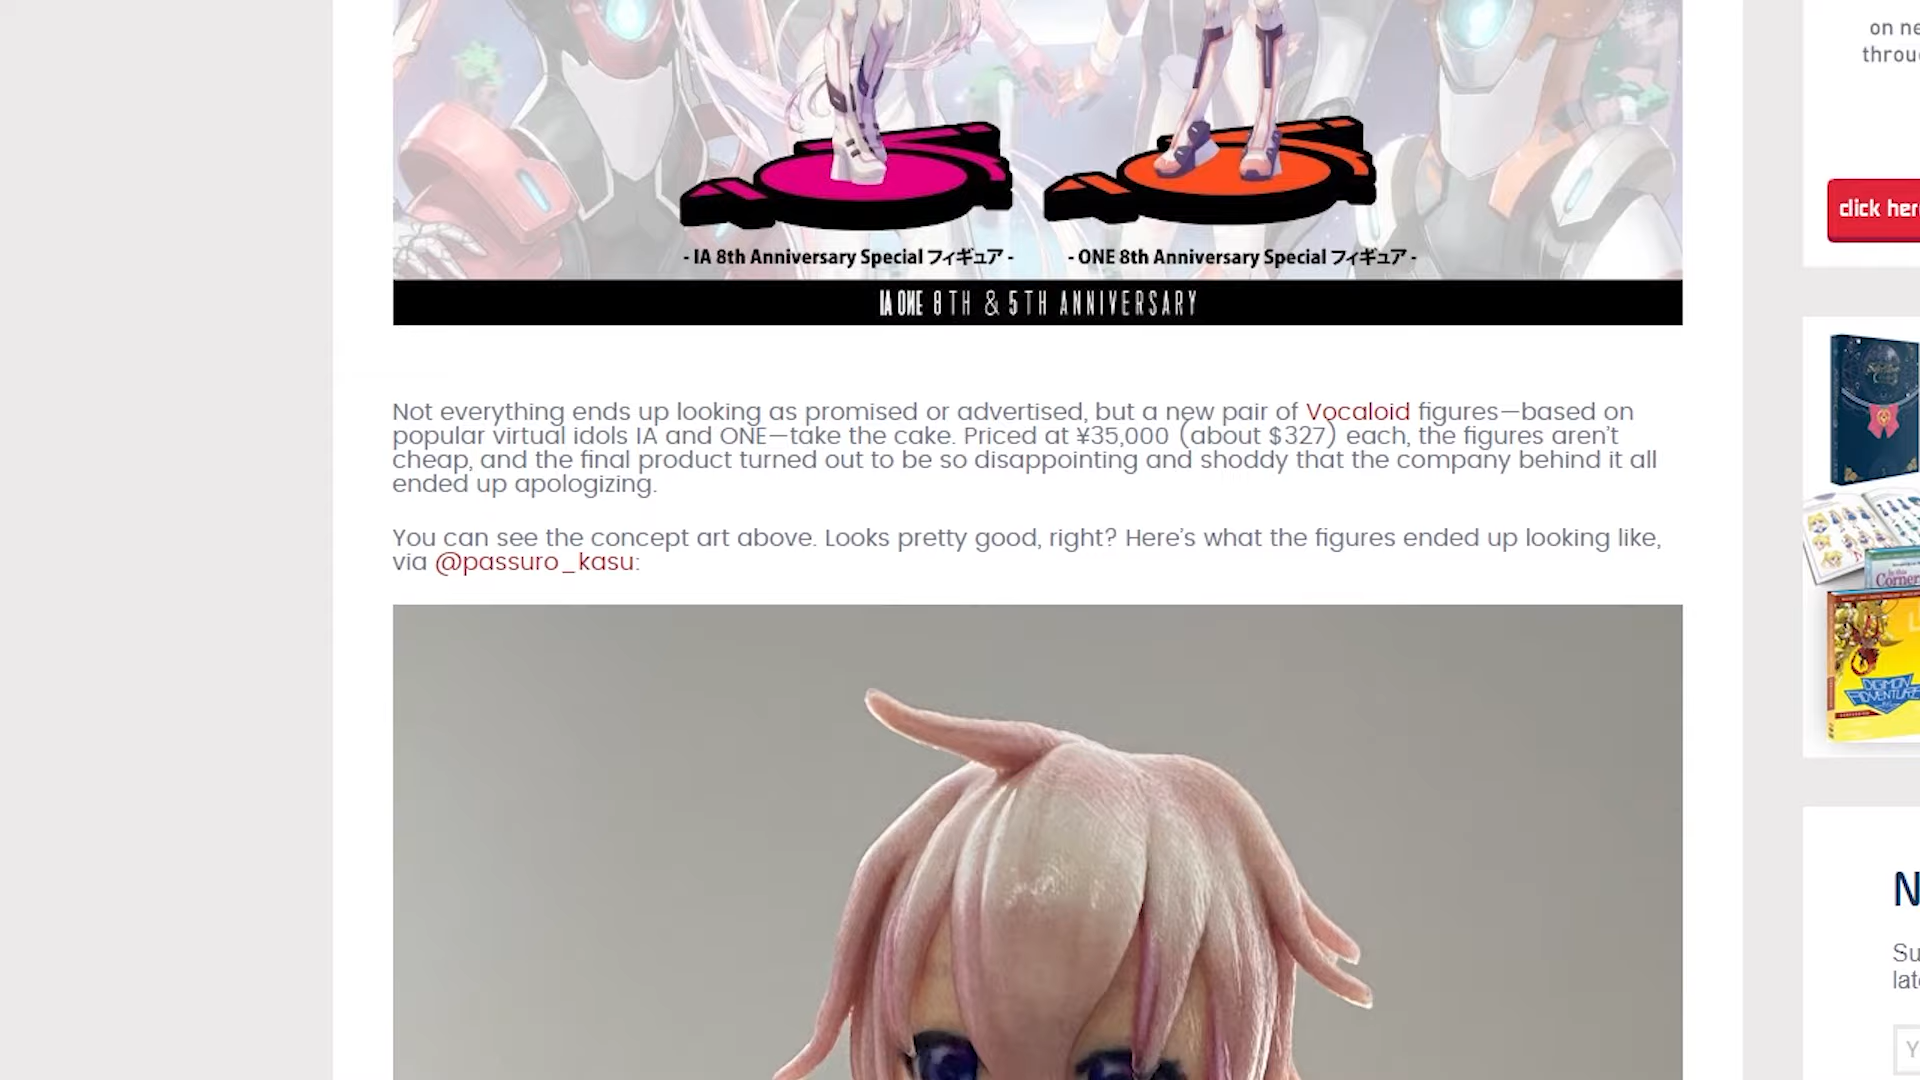 on ne
throu
click her
- IA 8th Anniversary Special フィギュア -
- ONE 8th Anniversary Special フィギュア -
IA ONE 8TH & 5TH ANNIVERSARY
Not everything ends up looking as promised or advertised, but a new pair of Vocaloid figures—based on
popular virtual idols IA and ONE—take the cake. Priced at ¥35,000 (about $327) each, the figures aren't
cheap, and the final product turned out to be so disappointing and shoddy that the company behind it all
ended up apologizing.
You can see the concept art above. Looks pretty good, right? Here's what the figures ended up looking like,
via @passuro_kasu:
In this
Corner
DIGIMON
ADVENTURE
N
Su
late
Y